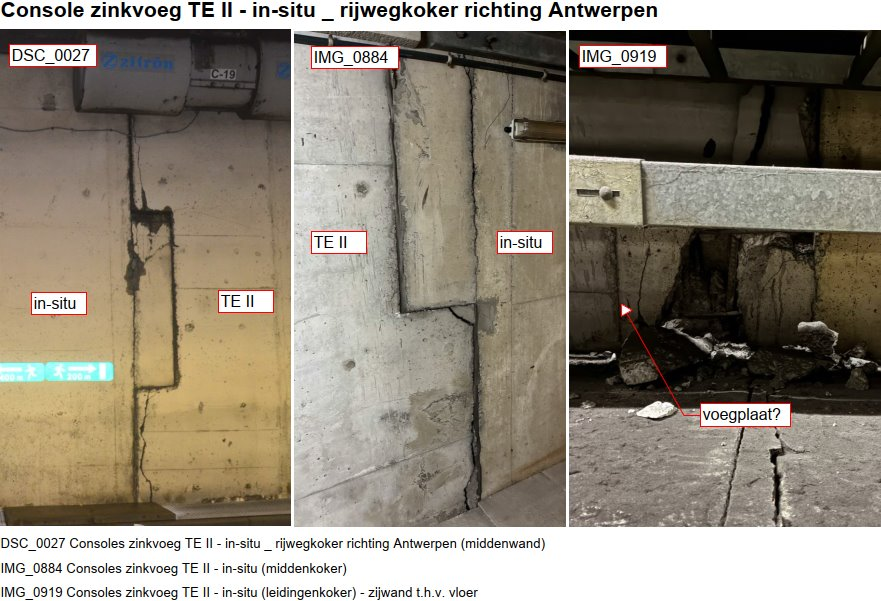 Console zinkvoeg TE II - in-situ _ rijwegkoker richting Antwerpen
DSC_0027
zitrón
C-19
in-situ
TE II
IMG_0884
TE II
in-situ
IMG_0919
voegplaat?
DSC_0027 Consoles zinkvoeg TE II - in-situ _ rijwegkoker richting Antwerpen (middenwand)
IMG_0884 Consoles zinkvoeg TE II - in-situ (middenkoker)
IMG_0919 Consoles zinkvoeg TE II - in-situ (leidingenkoker) - zijwand t.h.v. vloer